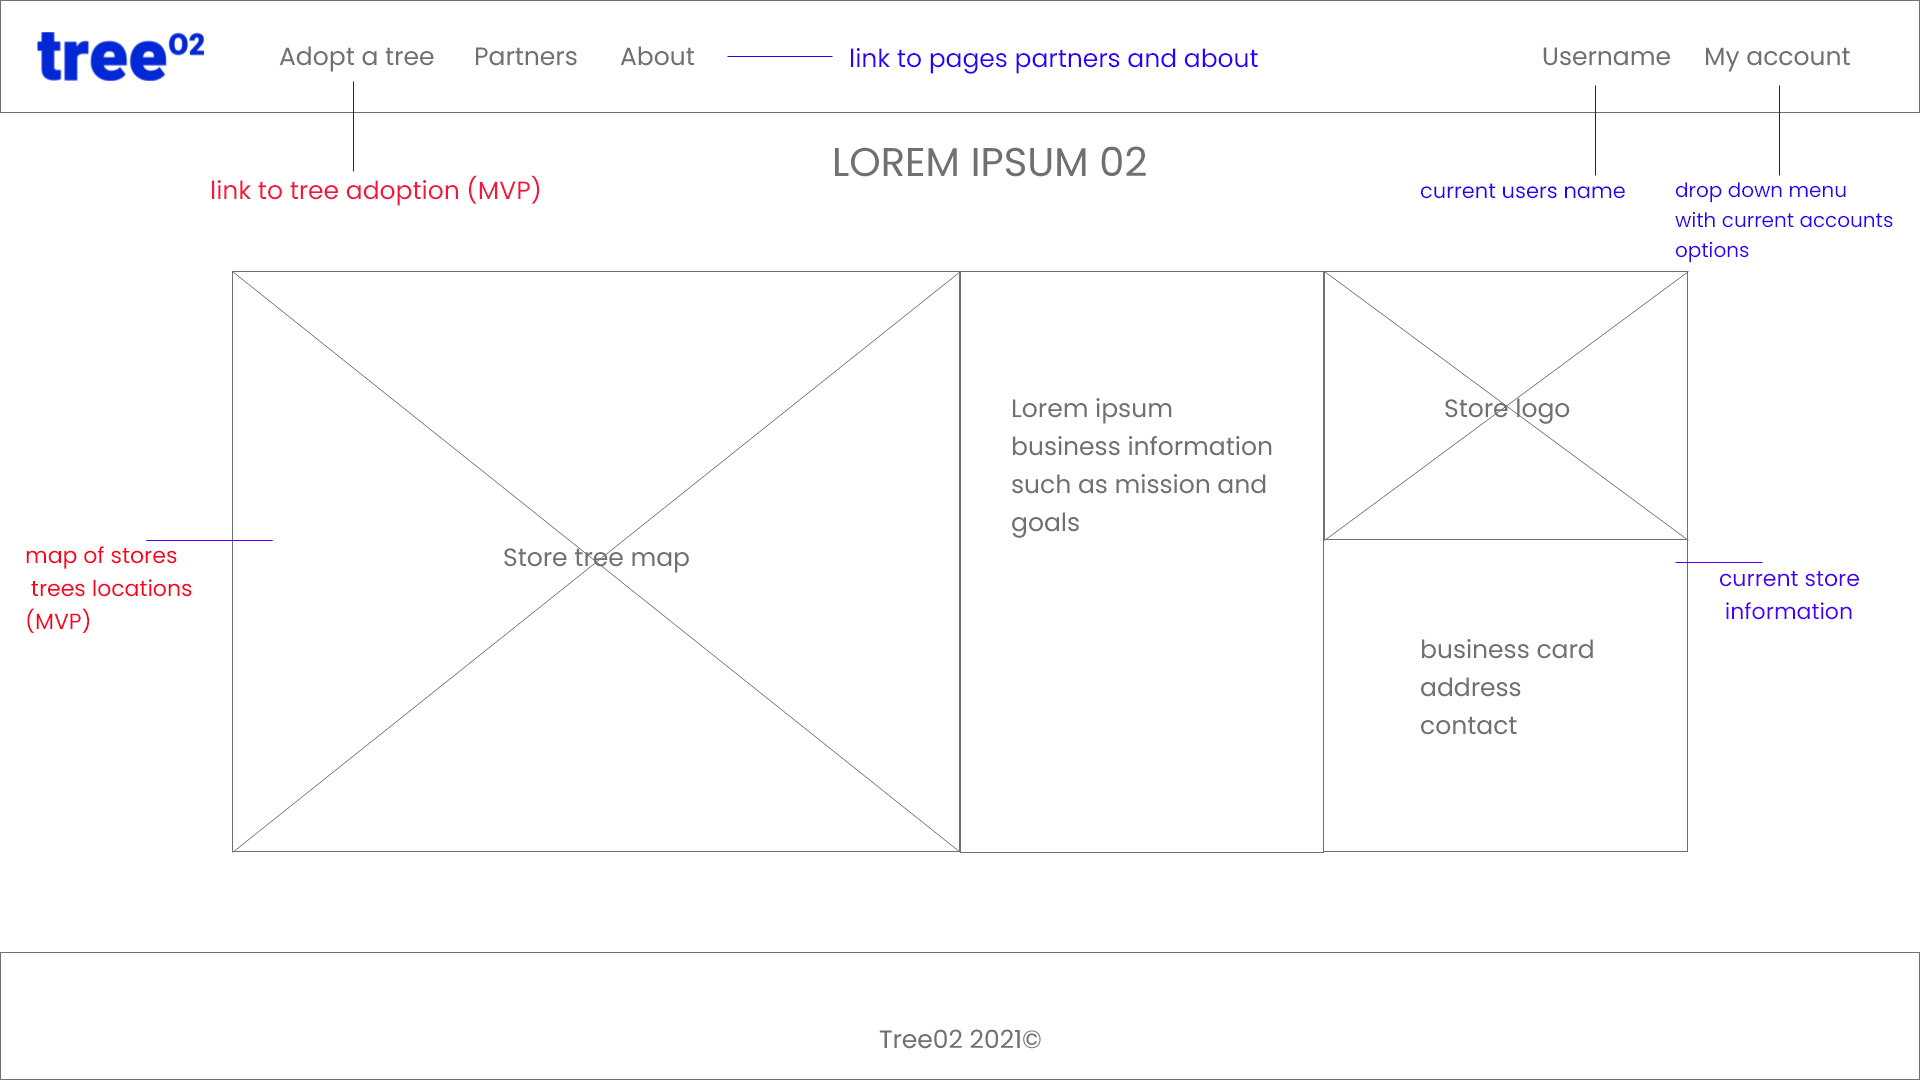 tree02
Adopt a tree
Partners
About
link to pages partners and about
Username
My account
link to tree adoption (MVP)
LOREM IPSUM 02
current users name
drop down menu
with current accounts
options
map of stores
trees locations
(MVP)
Store tree map
Lorem ipsum
business information
such as mission and
goals
Store logo
current store
information
business card
address
contact
Tree02 2021©